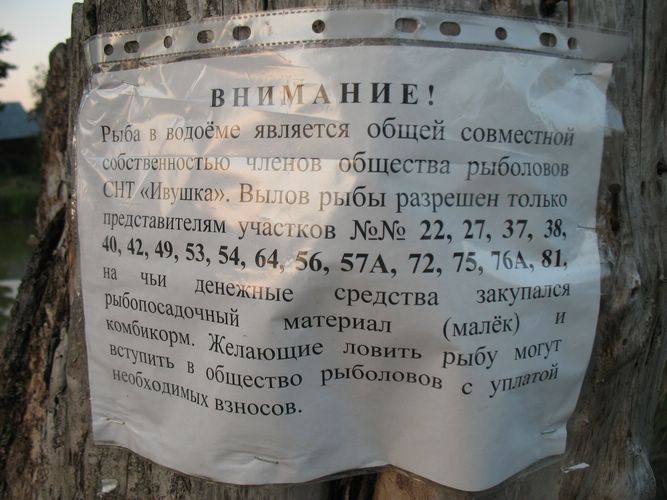 ВНИМАНИЕ!
Рыба в водоёме является общей совместной
собственностью членов общества рыболовов
СНТ «Ивушка». Вылов рыбы разрешен только
представителям участков №№ 22, 27, 37, 38,
40, 42, 49, 53, 54, 64, 56, 57А, 72, 75, 76А, 81,
на чьи денежные средства закупался
рыбопосадочный материал (малёк) и
комбикорм. Желающие ловить рыбу могут
вступить в общество рыболовов с уплатой
необходимых взносов.